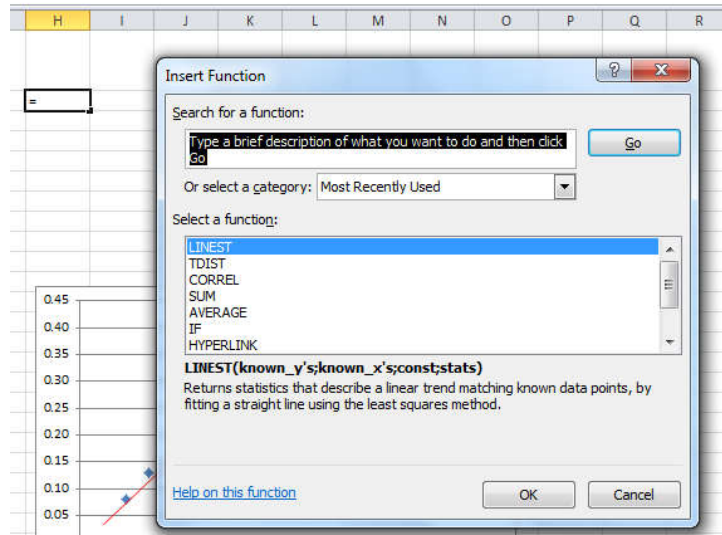 H I J K L M N O P Q R
Insert Function
=
Search for a function:
Type a brief description of what you want to do and then click
Go
Go
Or select a category: Most Recently Used
Select a function:
LINEST
TDIST
CORREL
SUM
AVERAGE
IF
HYPERLINK
LINEST(known_y's;known_x's;const;stats)
Returns statistics that describe a linear trend matching known data points, by
fitting a straight line using the least squares method.
Help on this function
OK
Cancel
0.45
0.40
0.35
0.30
0.25
0.20
0.15
0.10
0.05